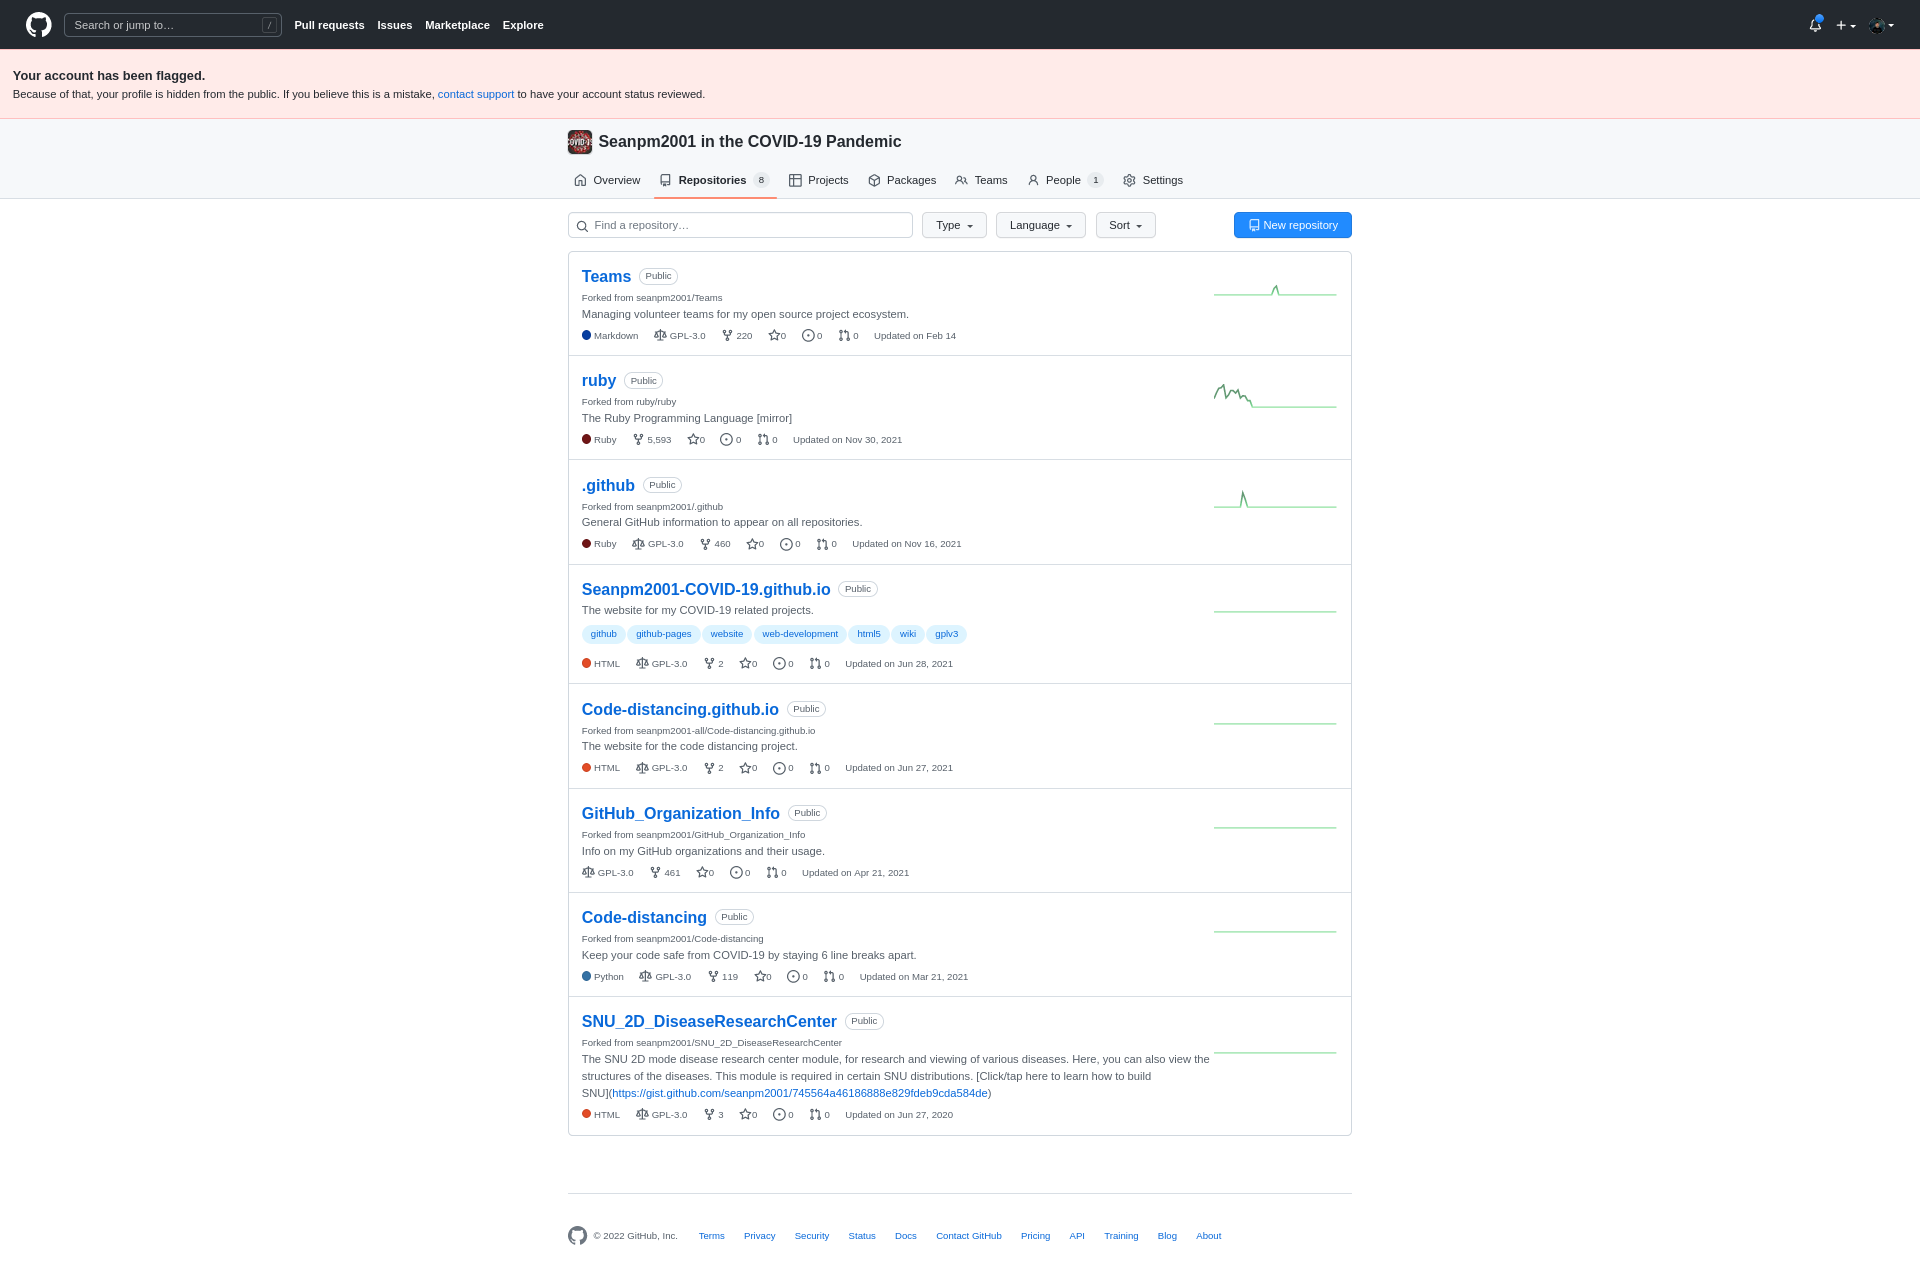 Search or jump to… /
Pull requests Issues Marketplace Explore
Your account has been flagged.
Because of that, your profile is hidden from the public. If you believe this is a mistake, contact support to have your account status reviewed.
COVID-19
Seanpm2001 in the COVID-19 Pandemic
Overview Repositories 8 Projects Packages Teams People 1 Settings
Find a repository… Type Language Sort New repository
Teams Public
Forked from seanpm2001/Teams
Managing volunteer teams for my open source project ecosystem.
Markdown GPL-3.0 220 0 0 0 Updated on Feb 14
ruby Public
Forked from ruby/ruby
The Ruby Programming Language [mirror]
Ruby 5,593 0 0 0 Updated on Nov 30, 2021
.github Public
Forked from seanpm2001/.github
General GitHub information to appear on all repositories.
Ruby GPL-3.0 460 0 0 0 Updated on Nov 16, 2021
Seanpm2001-COVID-19.github.io Public
The website for my COVID-19 related projects.
github github-pages website web-development html5 wiki gplv3
HTML GPL-3.0 2 0 0 0 Updated on Jun 28, 2021
Code-distancing.github.io Public
Forked from seanpm2001-all/Code-distancing.github.io
The website for the code distancing project.
HTML GPL-3.0 2 0 0 0 Updated on Jun 27, 2021
GitHub_Organization_Info Public
Forked from seanpm2001/GitHub_Organization_Info
Info on my GitHub organizations and their usage.
GPL-3.0 461 0 0 0 Updated on Apr 21, 2021
Code-distancing Public
Forked from seanpm2001/Code-distancing
Keep your code safe from COVID-19 by staying 6 line breaks apart.
Python GPL-3.0 119 0 0 0 Updated on Mar 21, 2021
SNU_2D_DiseaseResearchCenter Public
Forked from seanpm2001/SNU_2D_DiseaseResearchCenter
The SNU 2D mode disease research center module, for research and viewing of various diseases. Here, you can also view the
structures of the diseases. This module is required in certain SNU distributions. [Click/tap here to learn how to build
SNU](https://gist.github.com/seanpm2001/745564a46186888e829fdeb9cda584de)
HTML GPL-3.0 3 0 0 0 Updated on Jun 27, 2020
© 2022 GitHub, Inc. Terms Privacy Security Status Docs Contact GitHub Pricing API Training Blog About